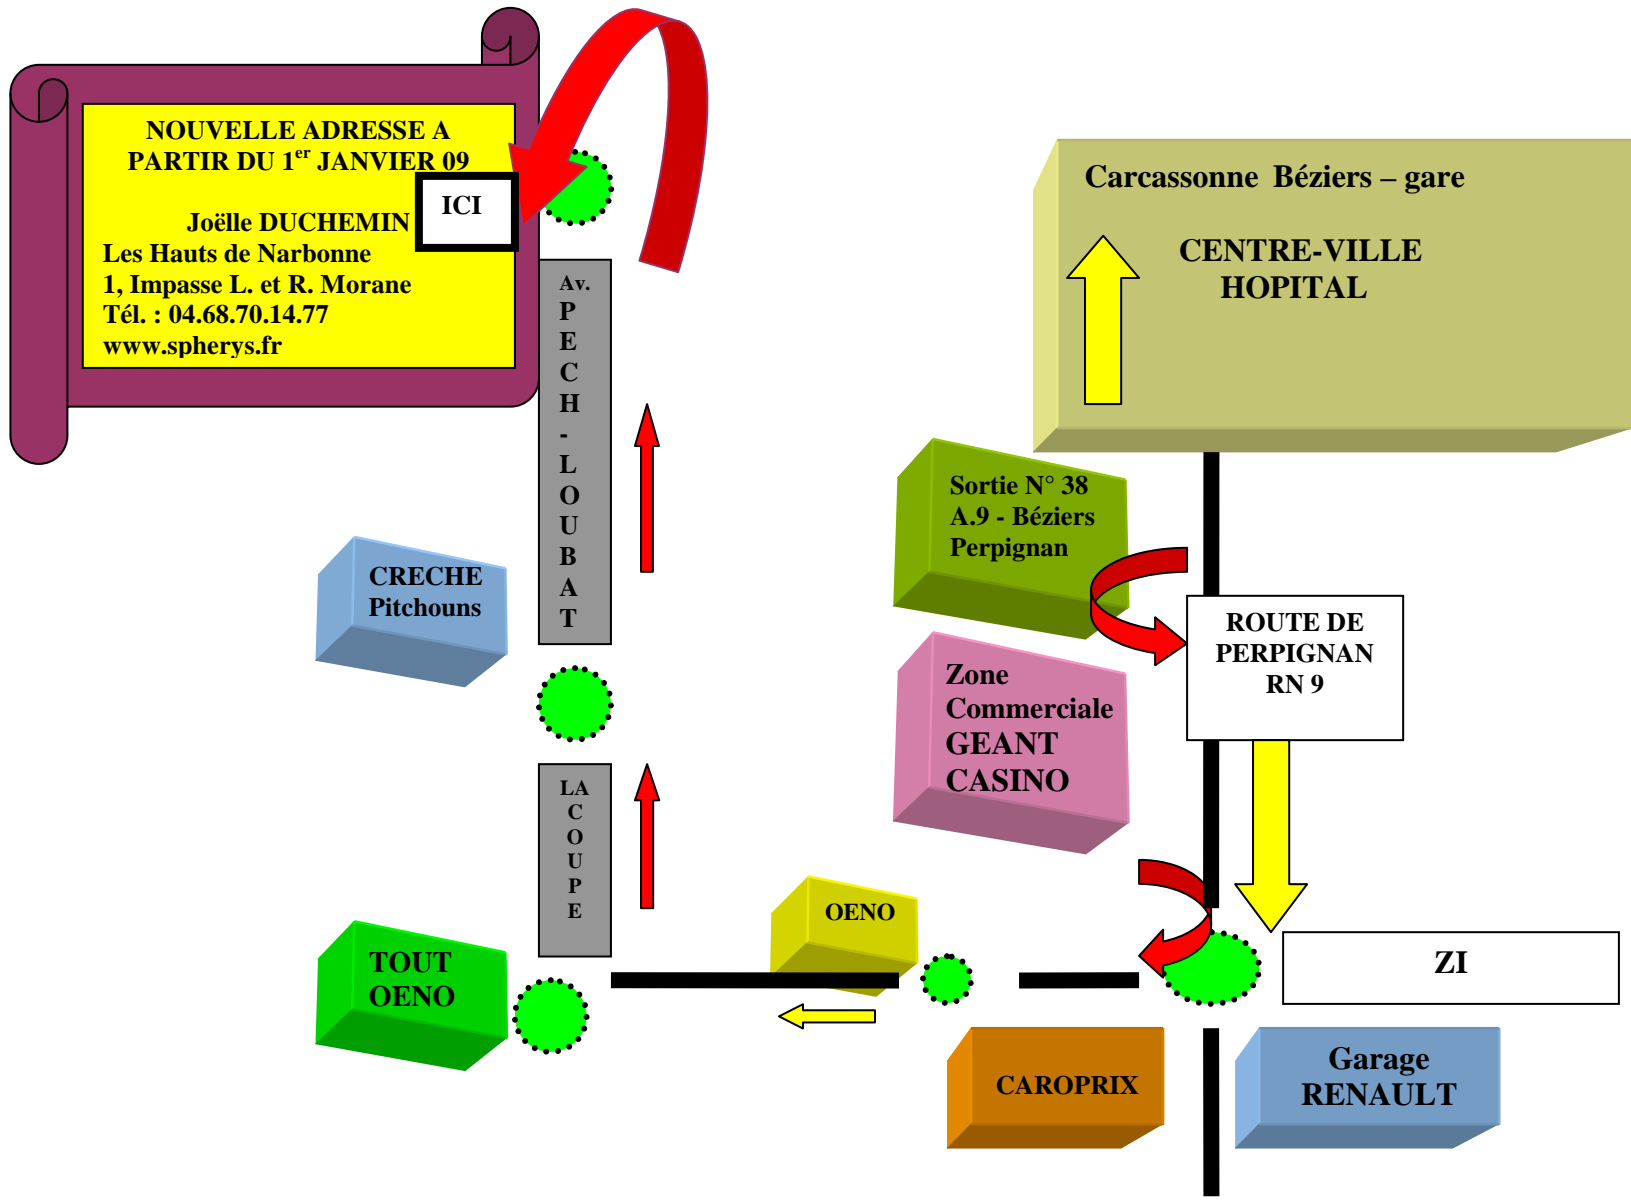 NOUVELLE ADRESSE A
PARTIR DU 1er JANVIER 09
ICI
Joëlle DUCHEMIN
Les Hauts de Narbonne
1, Impasse L. et R. Morane
Tél. : 04.68.70.14.77
www.spherys.fr
Av.
P
E
C
H
-
L
O
U
B
A
T
Carcassonne Béziers – gare
CENTRE-VILLE
HOPITAL
Sortie N° 38
A.9 - Béziers
Perpignan
CRECHE
Pitchouns
ROUTE DE
PERPIGNAN
RN 9
Zone
Commerciale
GEANT
CASINO
LA
C
O
U
P
E
OENO
TOUT
OENO
ZI
CAROPRIX
Garage
RENAULT